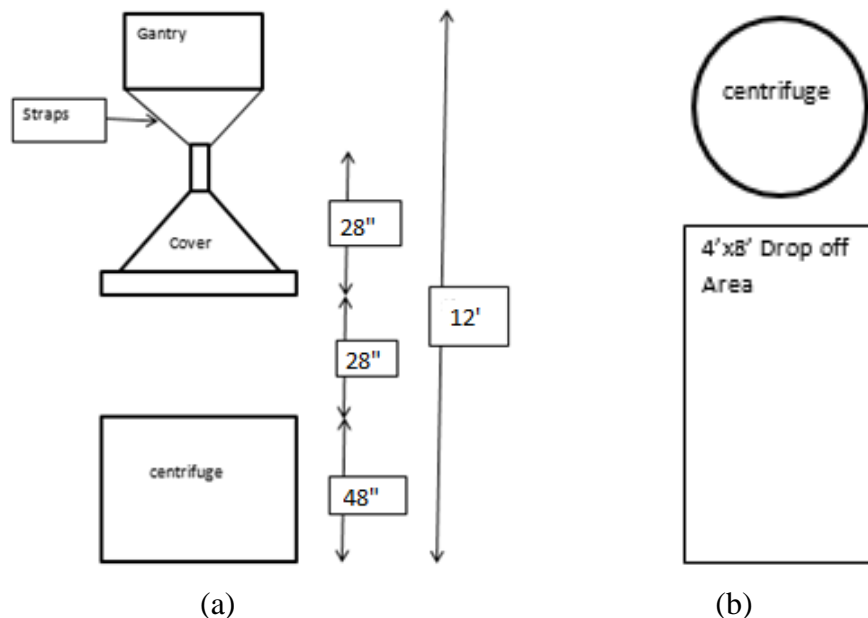 Gantry
Straps
Cover
28"
28"
12'
centrifuge
48"
centrifuge
4'x8' Drop off
Area
(a)
(b)